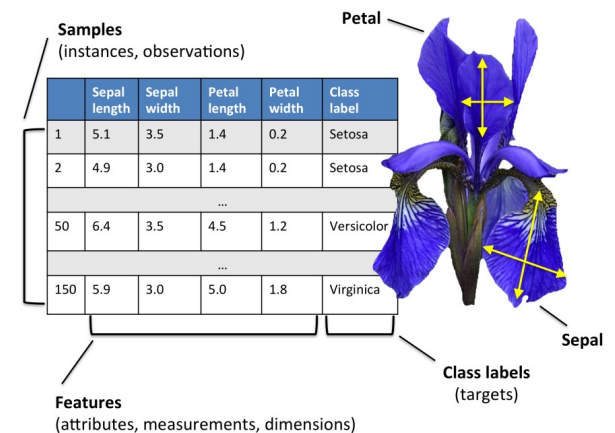 Samples
(instances, observations)
Petal
Sepal length Sepal width Petal length Petal width Class label
1 5.1 3.5 1.4 0.2 Setosa
2 4.9 3.0 1.4 0.2 Setosa
...
50 6.4 3.5 4.5 1.2 Versicolor
...
150 5.9 3.0 5.0 1.8 Virginica
Sepal
Class labels
(targets)
Features
(attributes, measurements, dimensions)